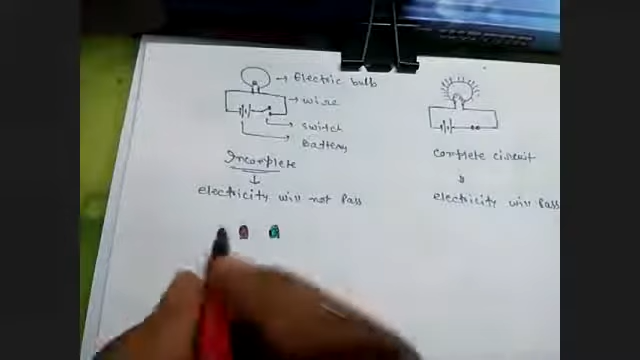 Electric bulb
wire
switch
Battery
Incomplete
electricity will not Pass
complete circuit
electricity will Pass